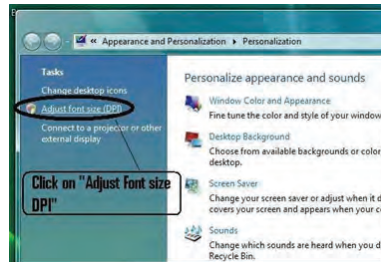 « Appearance and Personalization ▸ Personalization
Tasks
Change desktop icons
Adjust font size (DPI)
Connect to a projector or other
external display
Click on "Adjust Font size
DPI"
Personalize appearance and sounds
Window Color and Appearance
Fine tune the color and style of your window
Desktop Background
Choose from available backgrounds or color
desktop.
Screen Saver
Change your screen saver or adjust when it d
covers your screen and appears when your c
Sounds
Change which sounds are heard when you d
Recycle Bin.